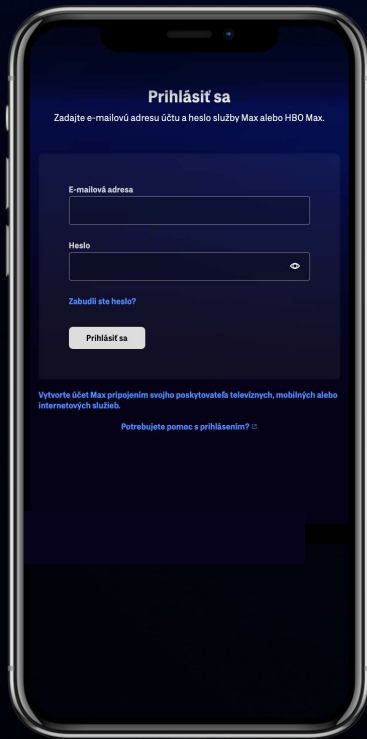 Prihlásiť sa
Zadajte e-mailovú adresu účtu a heslo služby Max alebo HBO Max.
E-mailová adresa
Heslo
Zabudli ste heslo?
Prihlásiť sa
Vytvorte účet Max pripojením svojho poskytovateľa televíznych, mobilných alebo
internetových služieb.
Potrebujete pomoc s prihlásením?